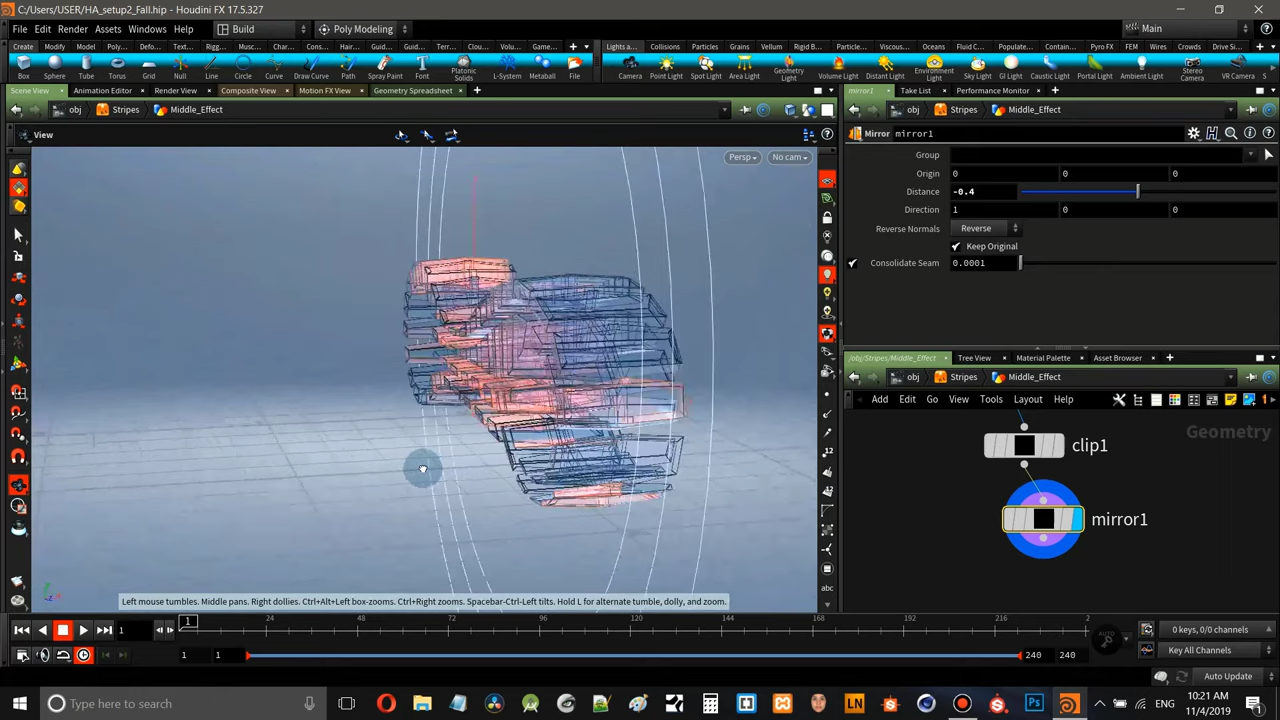 C:/Users/USER/HA_setup2_Fall.hip - Houdini FX 17.5.327
File Edit Render Assets Windows Help Build Poly Modeling Main
Create Modify Model Poly... Defo... Text... Rigg... Musc... Char... Cons... Hair... Guid... Guid... Terr... Clou... Volu... Game...
Lights a... Collisions Particles Grains Vellum Rigid B... Particle... Viscous... Oceans Fluid C... Populate... Contain... Pyro FX FEM Wires Crowds Drive Si...
Box Sphere Tube Torus Grid Null Line Circle Curve Draw Curve Path Spray Paint Font Platonic Solids L-System Metaball File
Camera Point Light Spot Light Area Light Geometry Light Volume Light Distant Light Environment Light Sky Light GI Light Caustic Light Portal Light Ambient Light Stereo Camera VR Camera
Scene View Animation Editor Render View Composite View Motion FX View Geometry Spreadsheet
mirror1 Take List Performance Monitor
obj Stripes Middle_Effect
obj Stripes Middle_Effect
View
Mirror mirror1
Persp No cam
Group
Origin 0 0 0
Distance -0.4
Direction 1 0 0
Reverse Normals Reverse
Keep Original
Consolidate Seam 0.0001
/obj/Stripes/Middle_Effect Tree View Material Palette Asset Browser
obj Stripes Middle_Effect
Add Edit Go View Tools Layout Help
Geometry
clip1
mirror1
abc
Left mouse tumbles. Middle pans. Right dollies. Ctrl+Alt+Left box-zooms. Ctrl+Right zooms. Spacebar-Ctrl-Left tilts. Hold L for alternate tumble, dolly, and zoom.
1 1 24 48 72 96 120 144 168 192 216 2
0 keys, 0/0 channels
1 1 240 240
Key All Channels
Auto Update
Type here to search
10:21 AM
ENG
11/4/2019